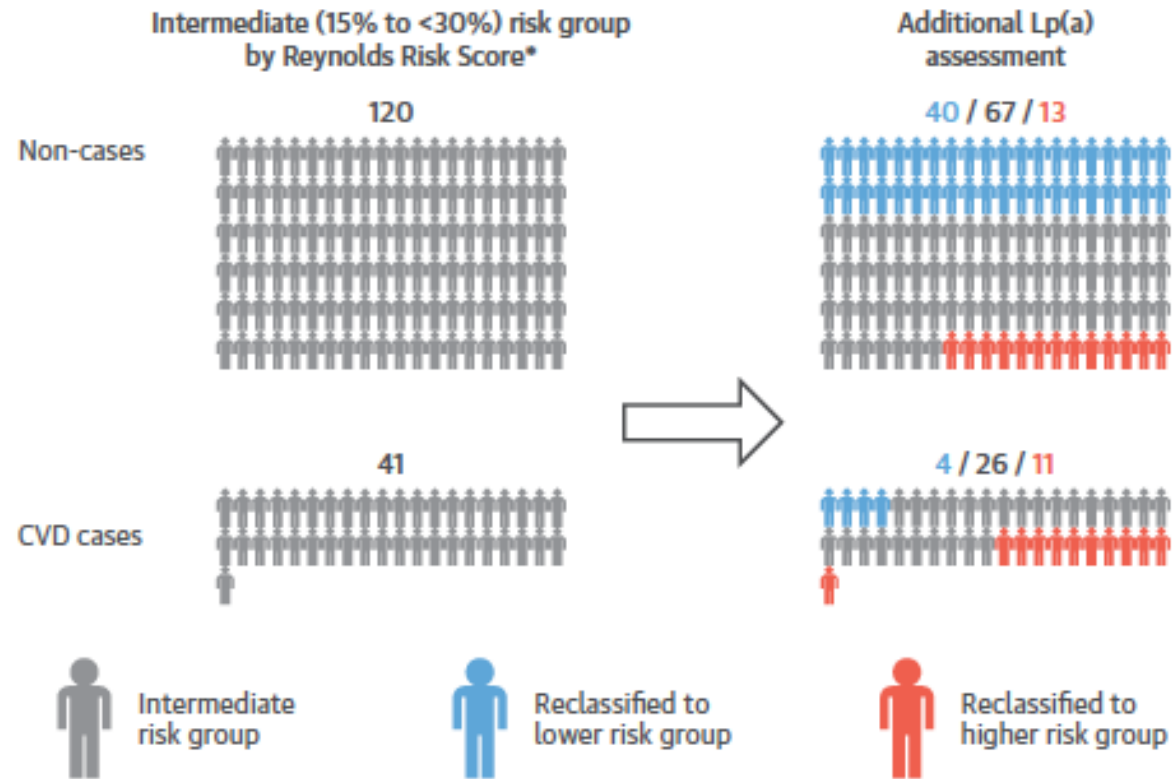 Intermediate (15% to <30%) risk group
by Reynolds Risk Score*
Additional Lp(a)
assessment
120
40 / 67 / 13
Non-cases
41
4 / 26 / 11
CVD cases
Intermediate
risk group
Reclassified to
lower risk group
Reclassified to
higher risk group